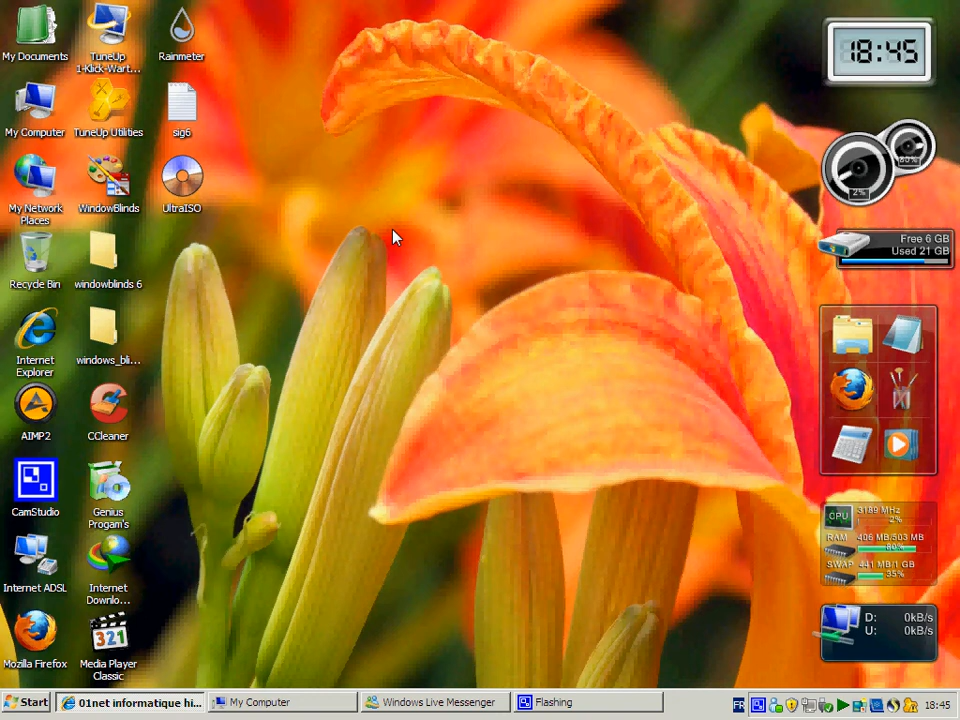 My Documents
TuneUp
1-Klick-Wart...
Rainmeter
My Computer
TuneUp Utilities
sig6
My Network
Places
WindowBlinds
UltraISO
Recycle Bin
windowblinds 6
Internet
Explorer
windows_bli...
AIMP2
CCleaner
CamStudio
Genius
Progam's
Internet ADSL
Internet
Downlo...
321
Mozilla Firefox
Media Player
Classic
18:45
80%
2%
Free 6 GB
Used 21 GB
CPU
3189 MHz
2%
RAM
406 MB/503 MB
80%
SWAP
441 MB/1 GB
35%
D: 0kB/s
U: 0kB/s
Start
01net informatique hi...
My Computer
Windows Live Messenger
Flashing
FR
18:45